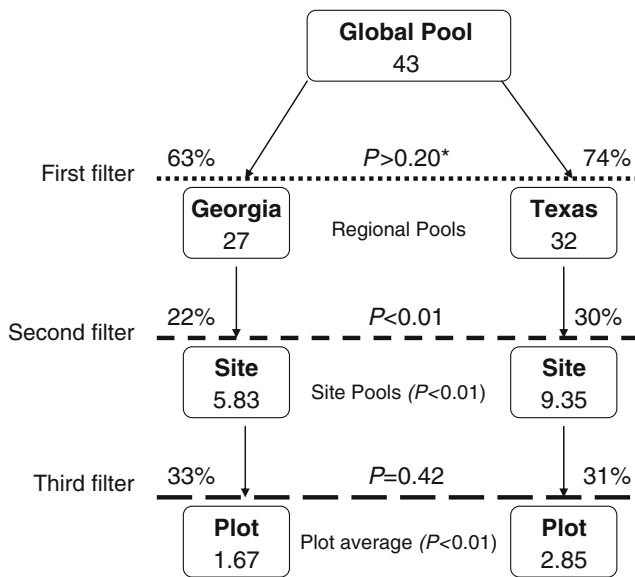 Global Pool
43
63% P>0.20* 74%
First filter
Georgia
27
Regional Pools
Texas
32
22% P<0.01 30%
Second filter
Site
5.83
Site Pools (P<0.01)
Site
9.35
33% P=0.42 31%
Third filter
Plot
1.67
Plot average (P<0.01)
Plot
2.85